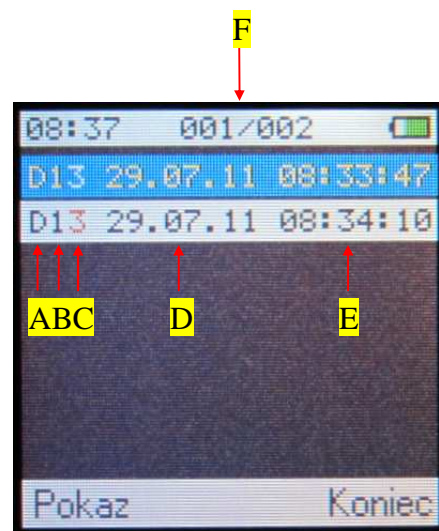 F
08:37 001/002
D13 29.07.11 08:33:47
D13 29.07.11 08:34:10
ABC D E
Pokaz Koniec